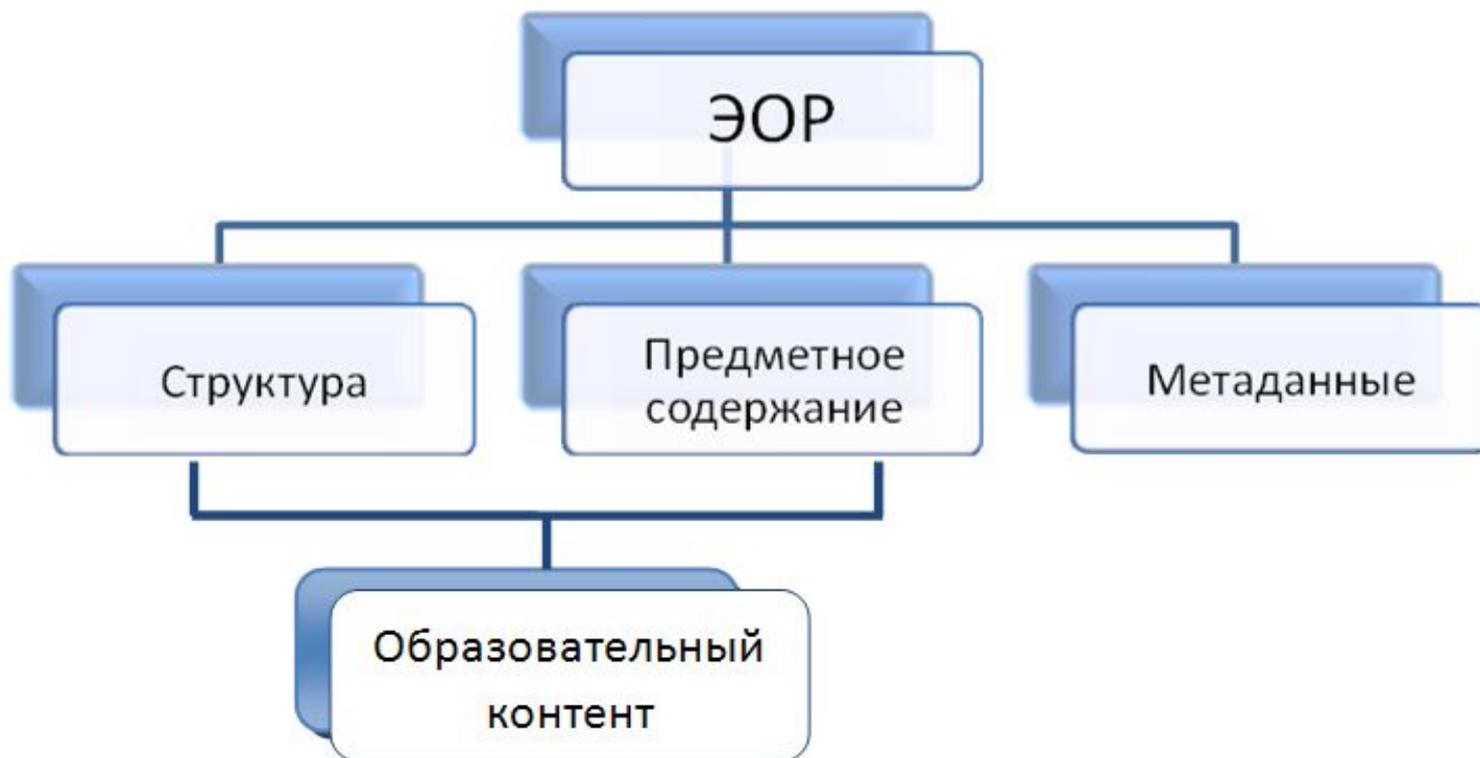 ЭОР
Структура
Предметное
содержание
Метаданные
Образовательный
контент